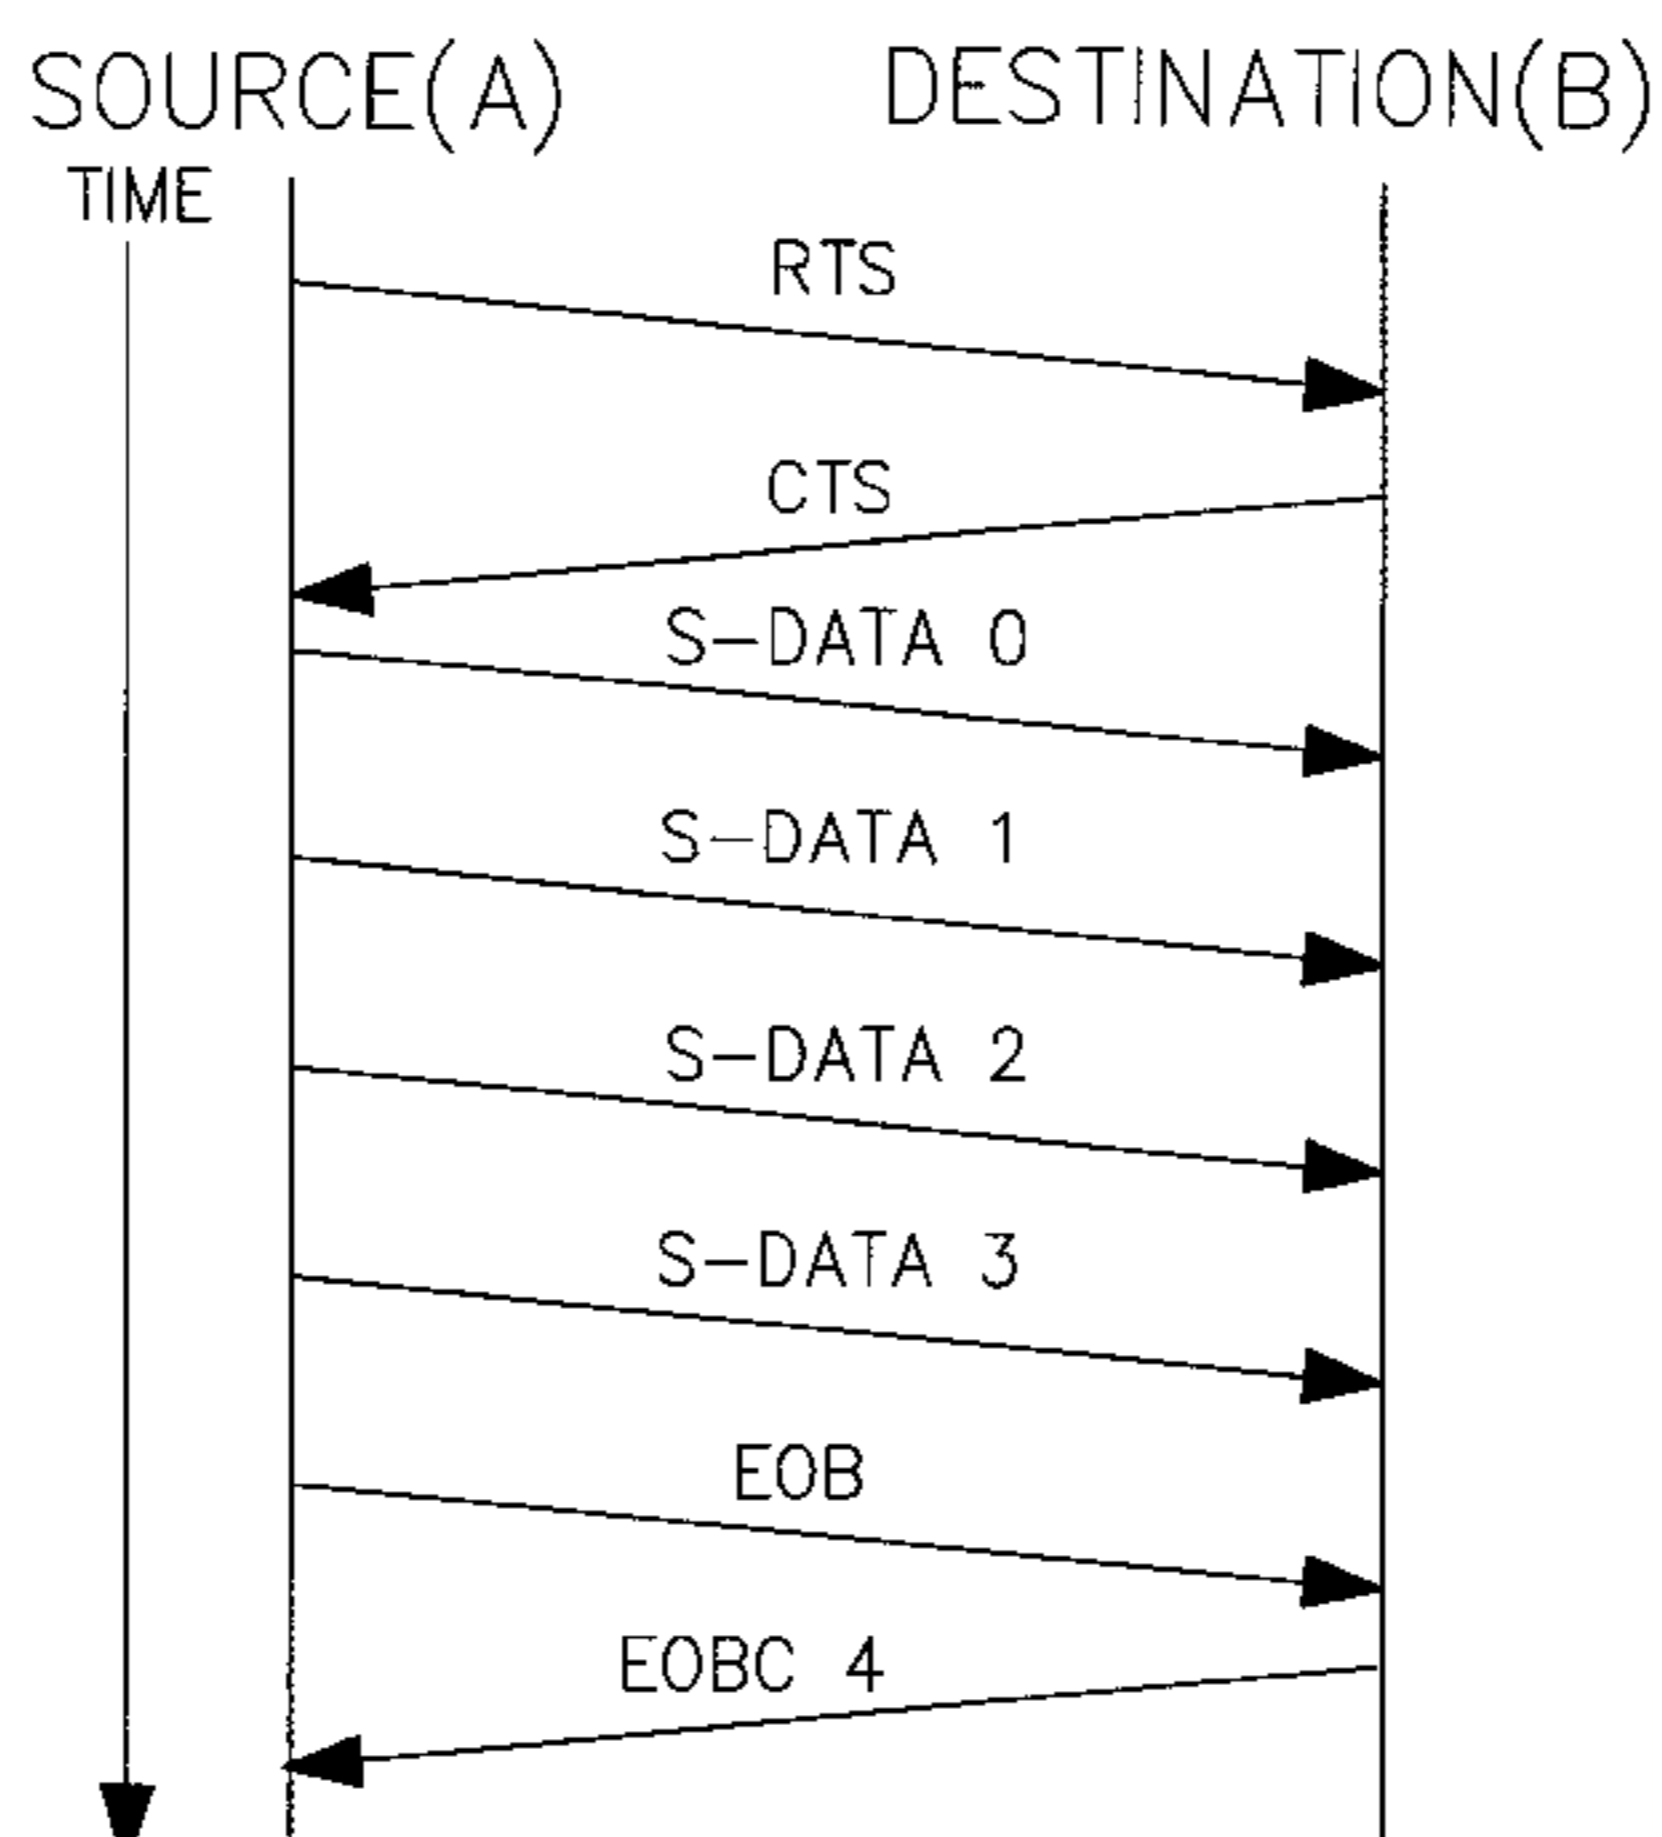 SOURCE(A) DESTINATION(B)
TIME
RTS
CTS
S-DATA 0
S-DATA 1
S-DATA 2
S-DATA 3
EOB
EOBC 4